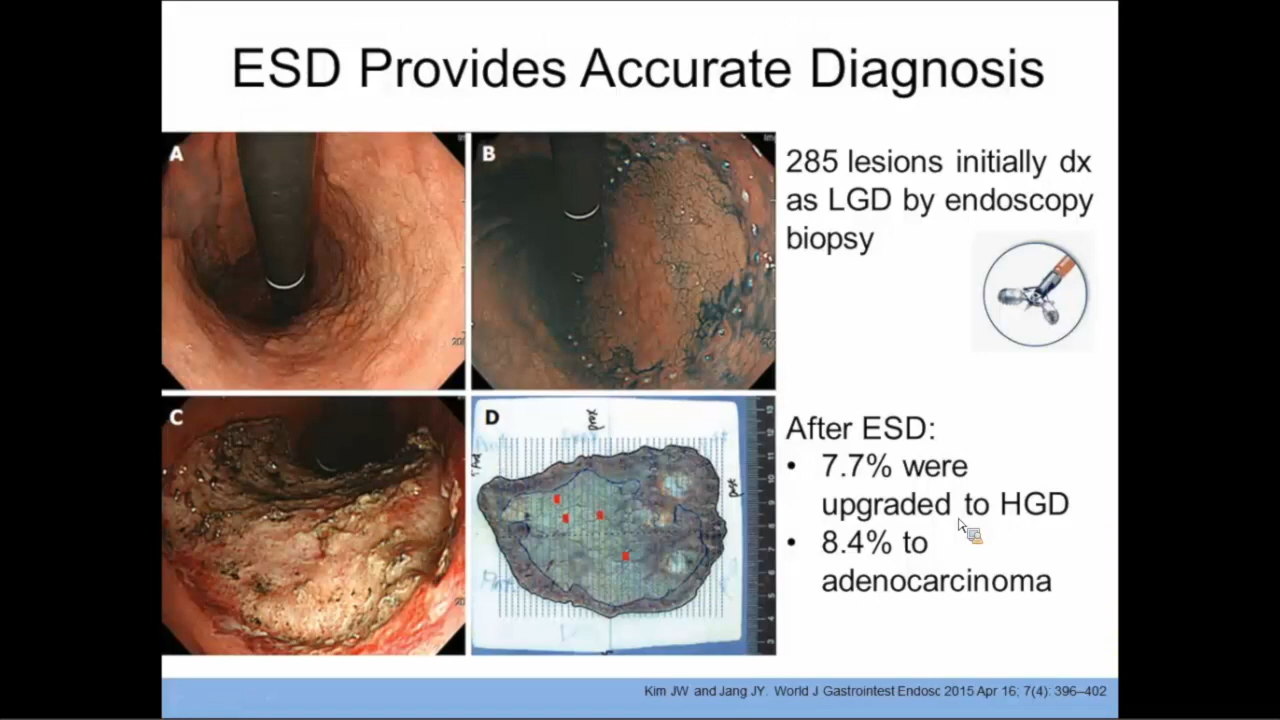 ESD Provides Accurate Diagnosis
A
B
285 lesions initially dx
as LGD by endoscopy
biopsy
C
D
prox
post
After ESD:
• 7.7% were
upgraded to HGD
• 8.4% to
adenocarcinoma
Kim JW and Jang JY. World J Gastrointest Endosc 2015 Apr 16; 7(4): 396–402